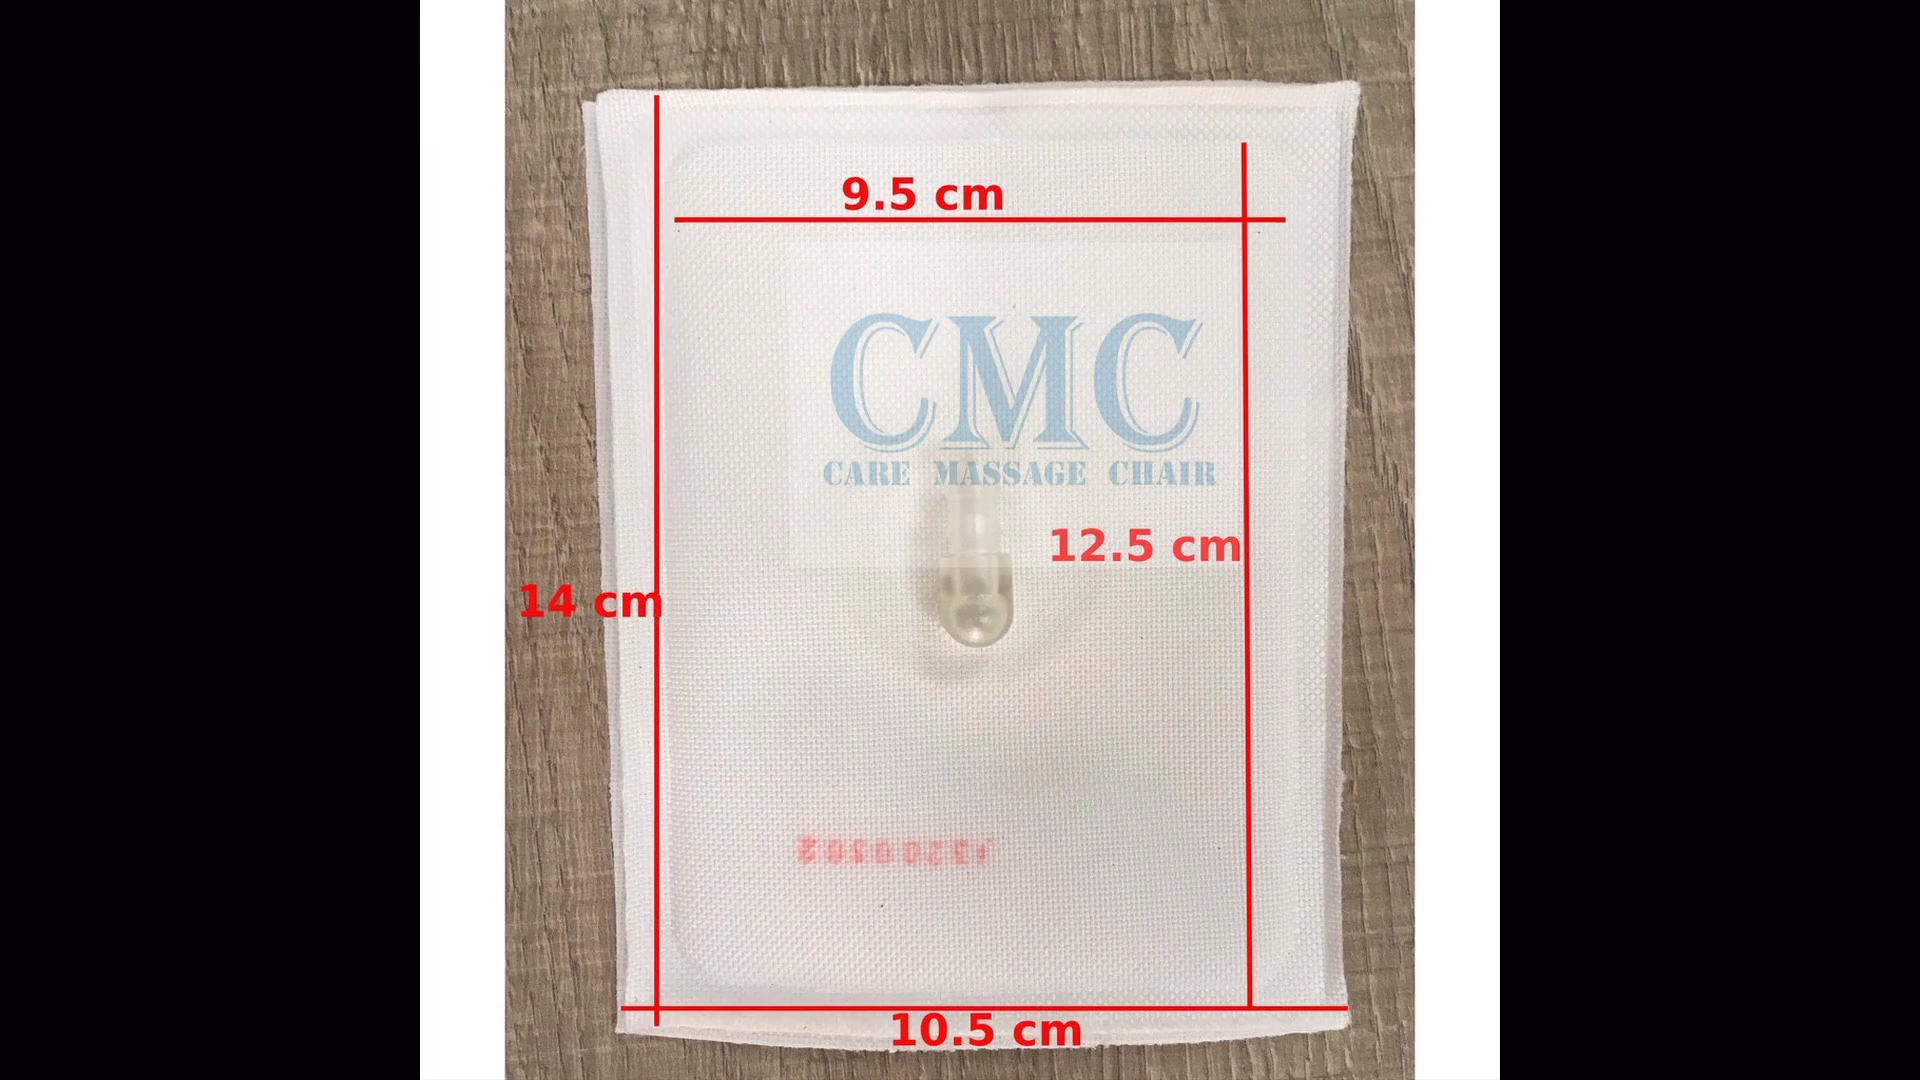 9.5 cm
CMC
CARE MASSAGE CHAIR
12.5 cm
14 cm
10.5 cm